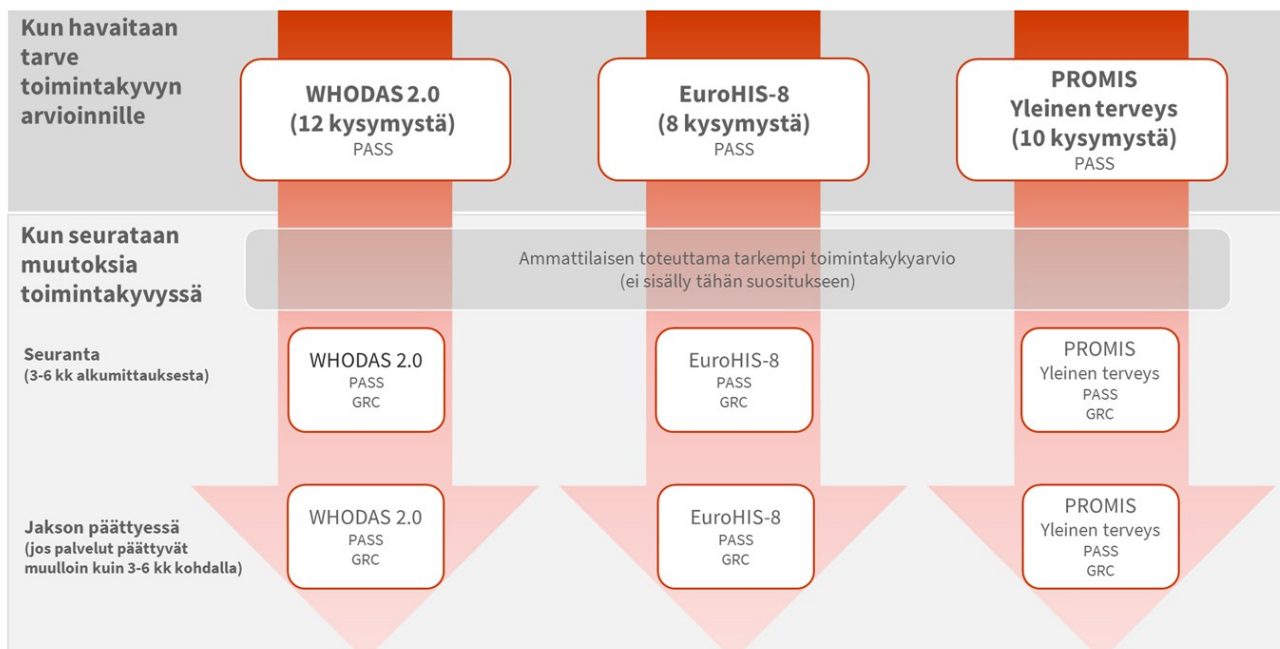 Kun havaitaan
tarve
toimintakyvyn
arvioinnille
WHODAS 2.0
(12 kysymystä)
PASS
EuroHIS-8
(8 kysymystä)
PASS
PROMIS
Yleinen terveys
(10 kysymystä)
PASS
Kun seurataan
muutoksia
toimintakyvyssä
Ammattilaisen toteuttama tarkempi toimintakykyarvio
(ei sisälly tähän suositukseen)
Seuranta
(3-6 kk alkumittauksesta)
WHODAS 2.0
PASS
GRC
EuroHIS-8
PASS
GRC
PROMIS
Yleinen terveys
PASS
GRC
Jakson päättyessä
(jos palvelut päättyvät
muulloin kuin 3-6 kk kohdalla)
WHODAS 2.0
PASS
GRC
EuroHIS-8
PASS
GRC
PROMIS
Yleinen terveys
PASS
GRC